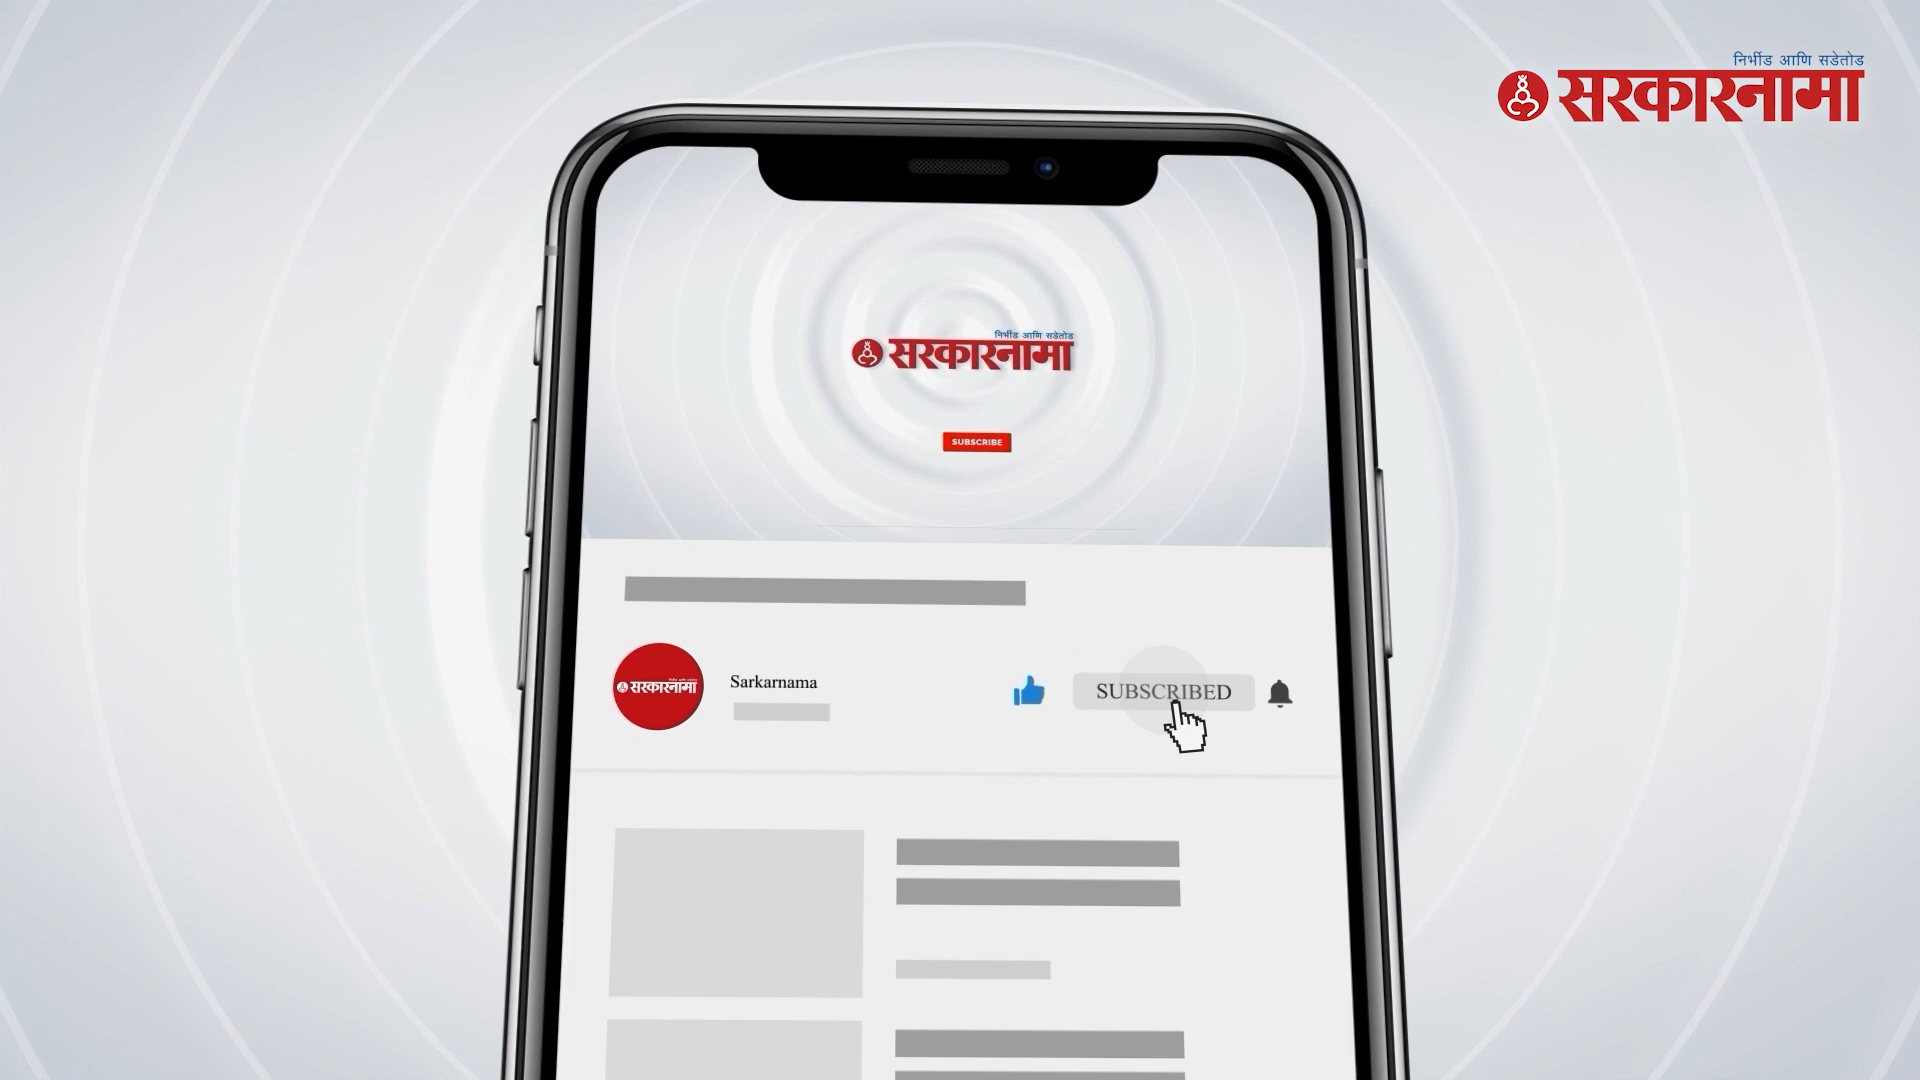 निर्भीड आणि सडेतोड
सरकारनामा
निर्भीड आणि सडेतोड
सरकारनामा
SUBSCRIBE
सरकारनामा
Sarkarnama
SUBSCRIBED